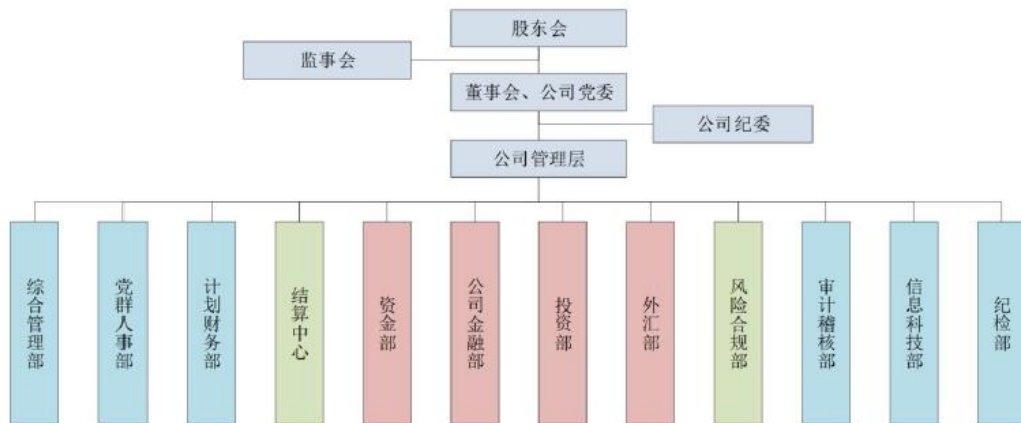 股东会
监事会
董事会、公司党委
公司纪委
公司管理层
综合管理部
党群人事部
计划财务部
结算中心
资金部
公司金融部
投资部
外汇部
风险合规部
审计稽核部
信息科技部
纪检部